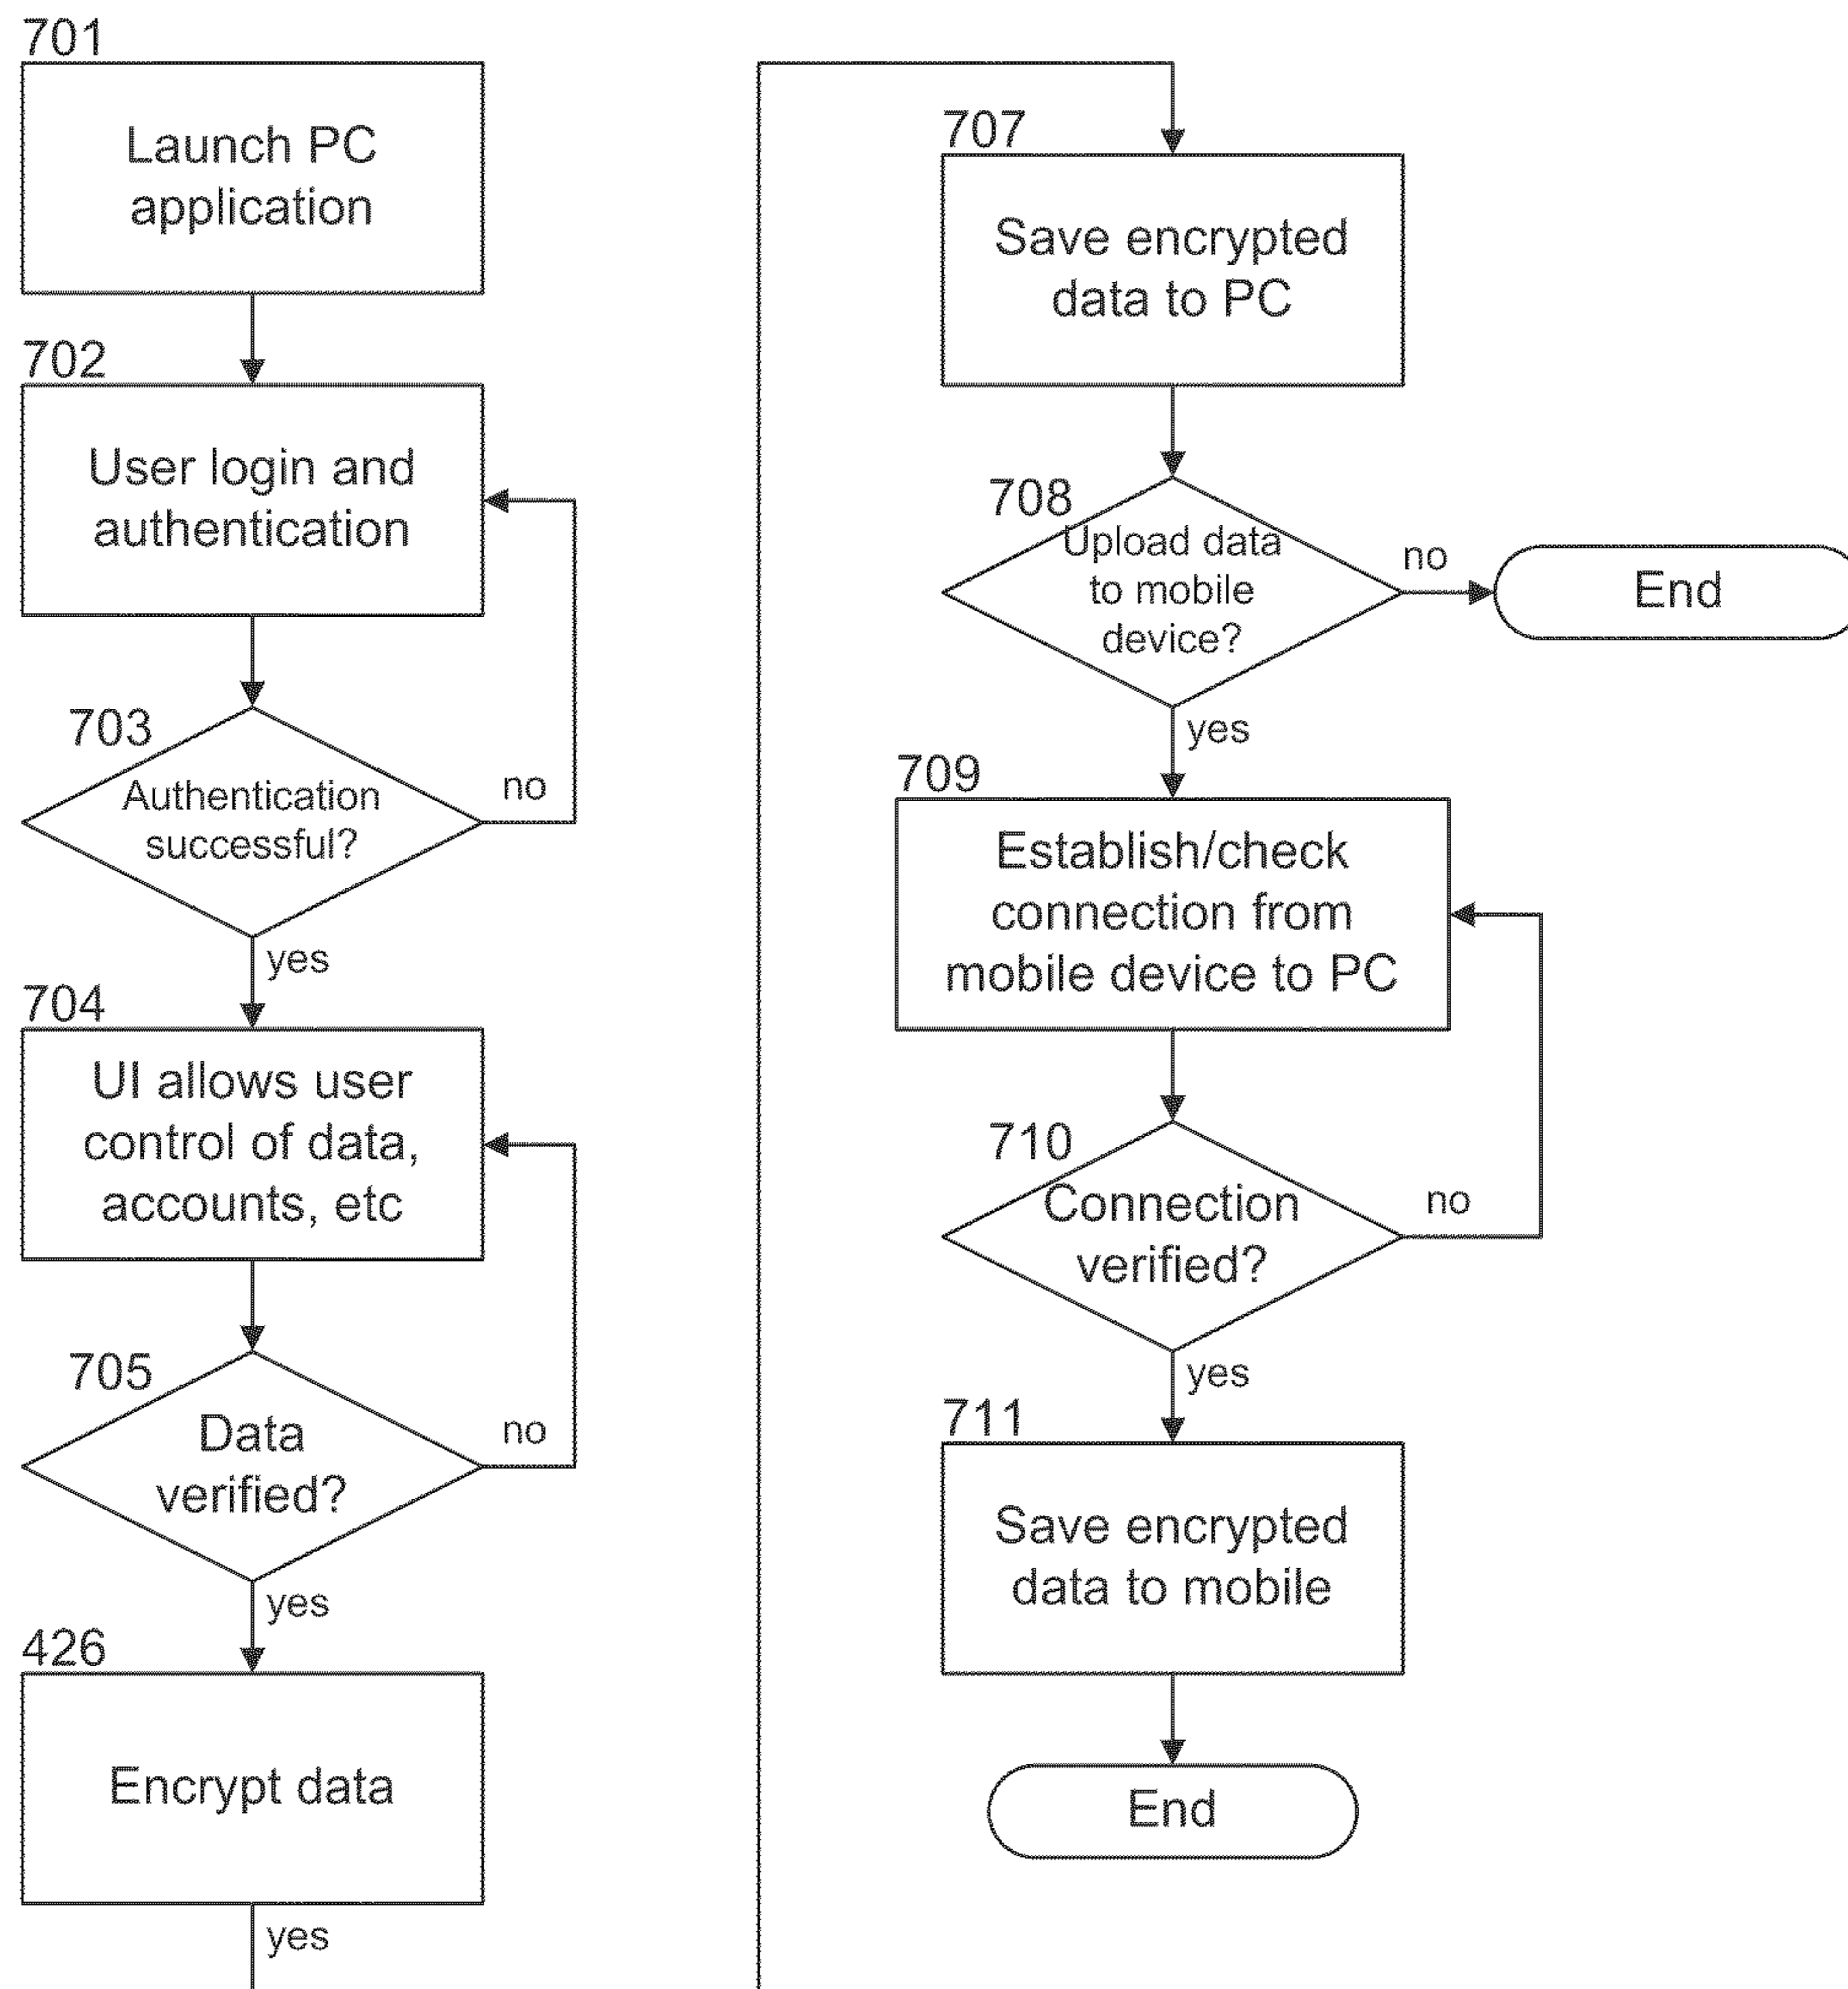 701
Launch PC
application
702
User login and
authentication
703
Authentication
successful?
no
yes
704
UI allows user
control of data,
accounts, etc
705
Data
verified?
no
yes
426
Encrypt data
yes
707
Save encrypted
data to PC
708
Upload data
to mobile
device?
no
End
yes
709
Establish/check
connection from
mobile device to PC
710
Connection
verified?
no
yes
711
Save encrypted
data to mobile
End